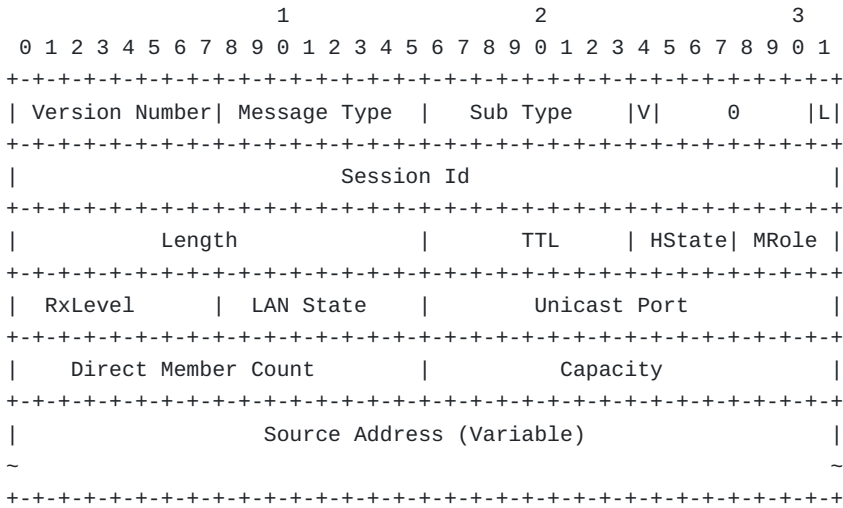 1                   2                   3
 0 1 2 3 4 5 6 7 8 9 0 1 2 3 4 5 6 7 8 9 0 1 2 3 4 5 6 7 8 9 0 1
+-+-+-+-+-+-+-+-+-+-+-+-+-+-+-+-+-+-+-+-+-+-+-+-+-+-+-+-+-+-+-+-+
| Version Number| Message Type  |   Sub Type    |V|     0     |L|
+-+-+-+-+-+-+-+-+-+-+-+-+-+-+-+-+-+-+-+-+-+-+-+-+-+-+-+-+-+-+-+-+
|                         Session Id                            |
+-+-+-+-+-+-+-+-+-+-+-+-+-+-+-+-+-+-+-+-+-+-+-+-+-+-+-+-+-+-+-+-+
|           Length              |       TTL     | HState| MRole |
+-+-+-+-+-+-+-+-+-+-+-+-+-+-+-+-+-+-+-+-+-+-+-+-+-+-+-+-+-+-+-+-+
|  RxLevel      |  LAN State    |        Unicast Port           |
+-+-+-+-+-+-+-+-+-+-+-+-+-+-+-+-+-+-+-+-+-+-+-+-+-+-+-+-+-+-+-+-+
|    Direct Member Count        |          Capacity             |
+-+-+-+-+-+-+-+-+-+-+-+-+-+-+-+-+-+-+-+-+-+-+-+-+-+-+-+-+-+-+-+-+
|                   Source Address (Variable)                   |
~                                                               ~
+-+-+-+-+-+-+-+-+-+-+-+-+-+-+-+-+-+-+-+-+-+-+-+-+-+-+-+-+-+-+-+-+